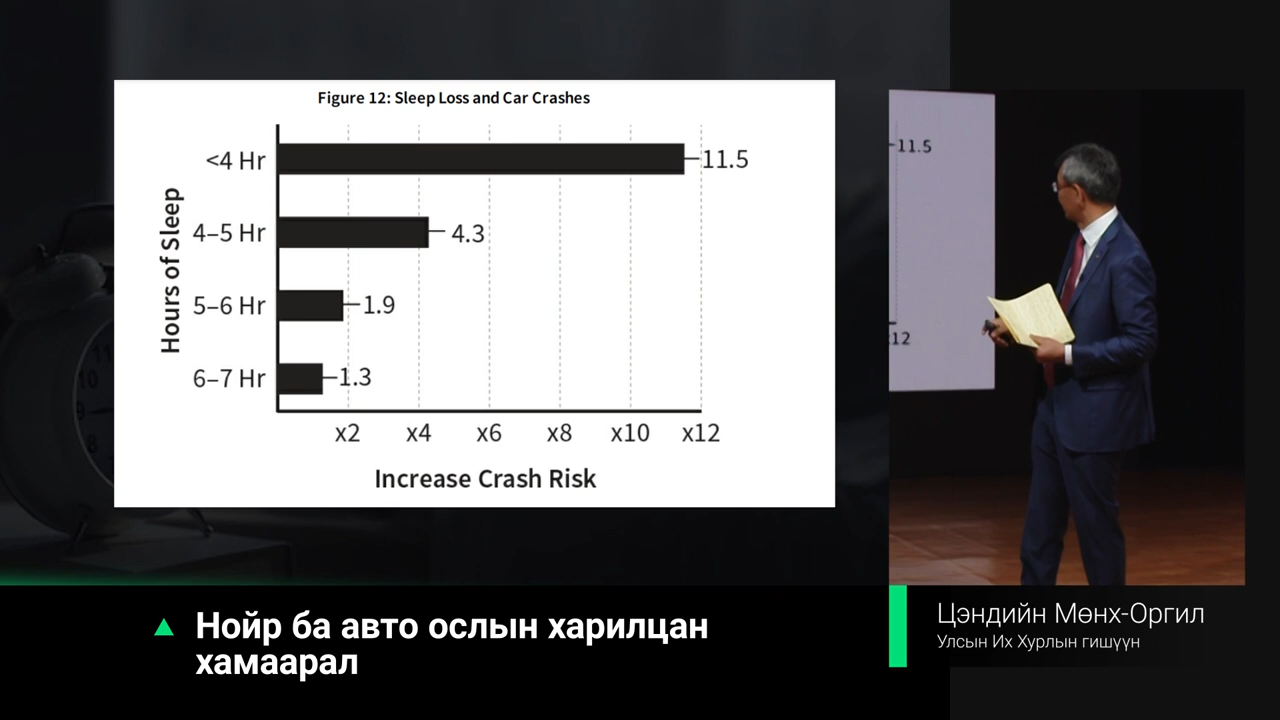 Figure 12: Sleep Loss and Car Crashes
Hours of Sleep
<4 Hr
11.5
4–5 Hr
4.3
5–6 Hr
1.9
6–7 Hr
1.3
x2 x4 x6 x8 x10 x12
Increase Crash Risk
11.5
12
Нойр ба авто ослын харилцан
хамаарал
Цэндийн Мөнх-Оргил
Улсын Их Хурлын гишүүн